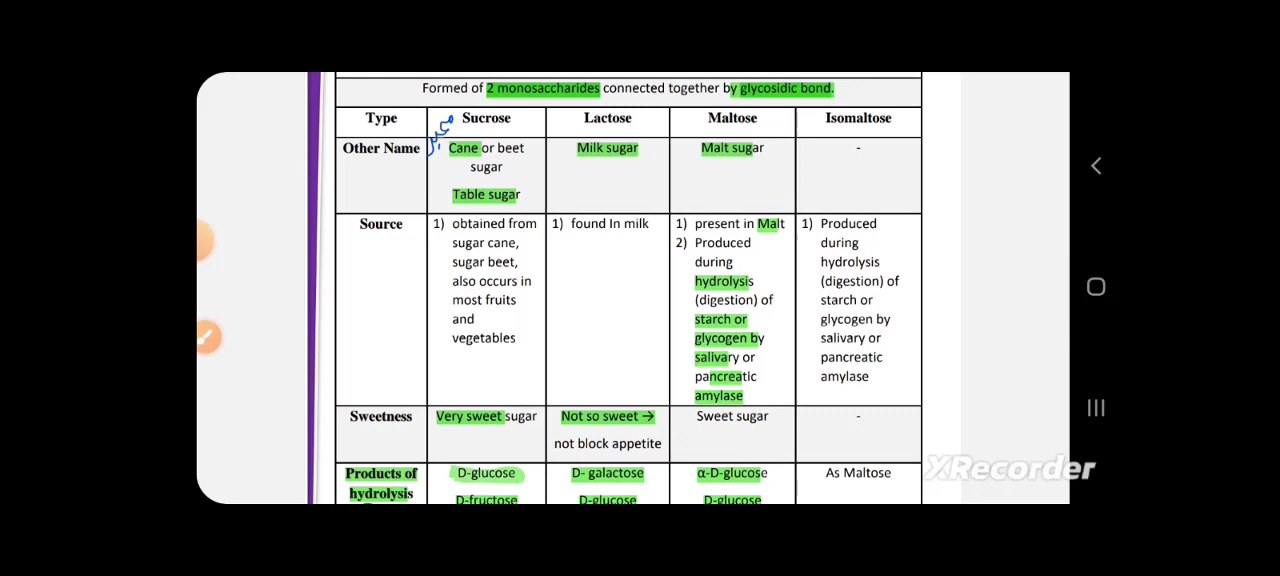 Formed of 2 monosaccharides connected together by glycosidic bond.
Type Sucrose Lactose Maltose Isomaltose
Other Name
Cane or beet
sugar
Table sugar
Milk sugar
Malt sugar
-
Source
1) obtained from
sugar cane,
sugar beet,
also occurs in
most fruits
and
vegetables
1) found In milk
1) present in Malt
2) Produced
during
hydrolysis
(digestion) of
starch or
glycogen by
salivary or
pancreatic
amylase
1) Produced
during
hydrolysis
(digestion) of
starch or
glycogen by
salivary or
pancreatic
amylase
Sweetness
Very sweet sugar
Not so sweet →
not block appetite
Sweet sugar
-
Products of
hydrolysis
D-glucose
D-fructose
D- galactose
D-glucose
α-D-glucose
D-glucose
As Maltose
XRecorder